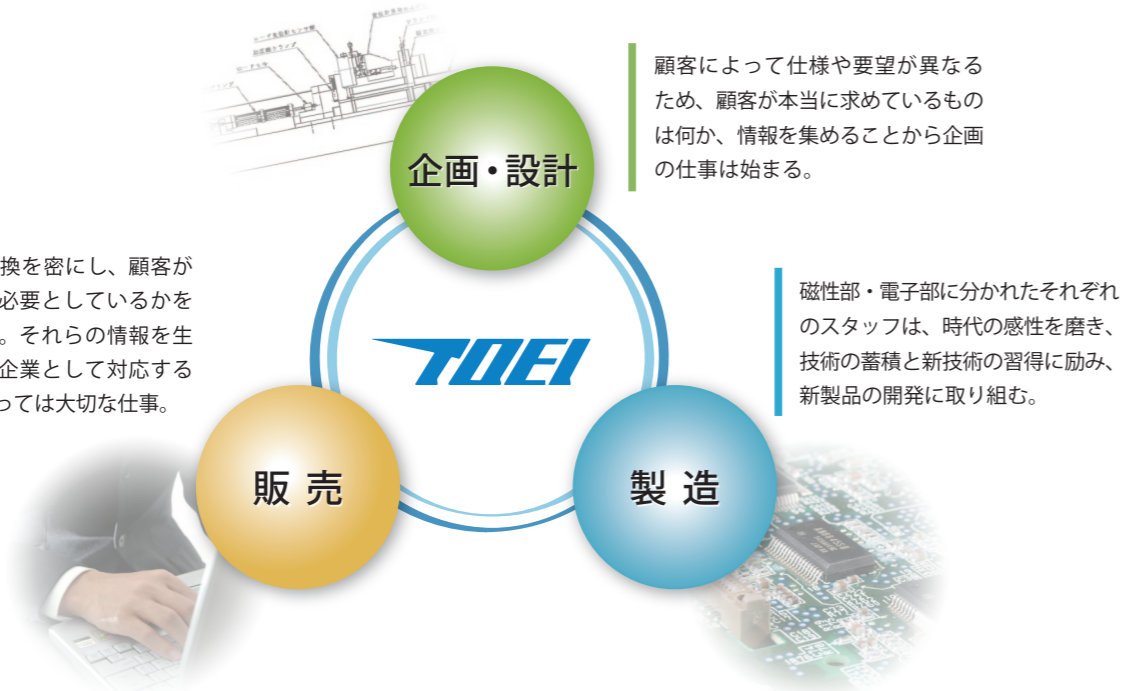 企画・設計
顧客によって仕様や要望が異なる
ため、顧客が本当に求めているもの
は何か、情報を集めることから企画
の仕事は始まる。
換を密にし、顧客が
必要としているかを
。それらの情報を生
企業として対応する
っては大切な仕事。
磁性部・電子部に分かれたそれぞれ
のスタッフは、時代の感性を磨き、
技術の蓄積と新技術の習得に励み、
新製品の開発に取り組む。
TOEI
販売
製造